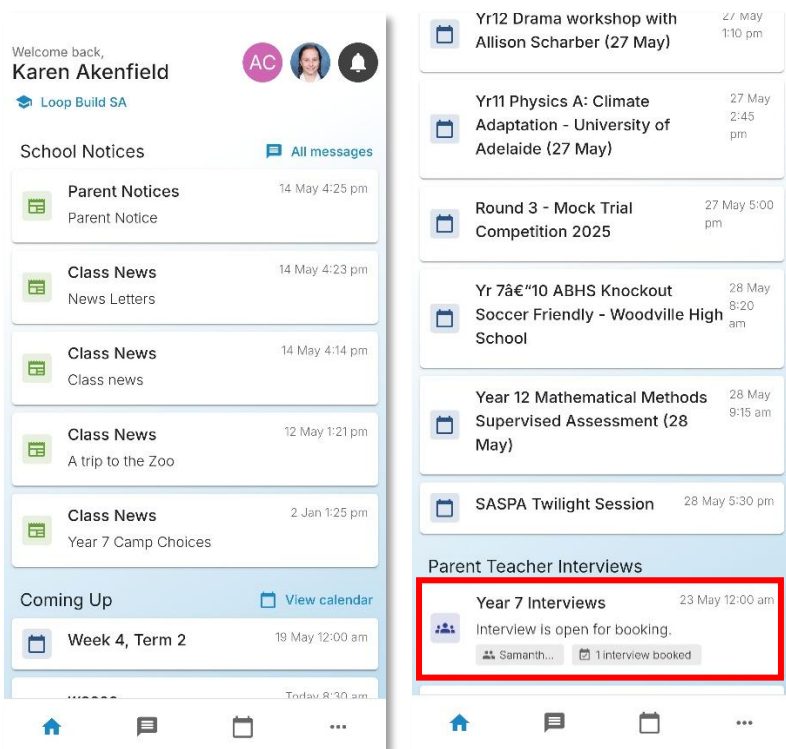 Welcome back,
Karen Akenfield
AC
Loop Build SA
School Notices
All messages
Parent Notices
14 May 4:25 pm
Parent Notice
Class News
14 May 4:23 pm
News Letters
Class News
14 May 4:14 pm
Class news
Class News
12 May 1:21 pm
A trip to the Zoo
Class News
2 Jan 1:25 pm
Year 7 Camp Choices
Coming Up
View calendar
Week 4, Term 2
19 May 12:00 am
Today 8:30 am
Yr12 Drama workshop with
27 May
Allison Scharber (27 May)
1:10 pm
Yr11 Physics A: Climate
27 May
Adaptation - University of
2:45
Adelaide (27 May)
pm
Round 3 - Mock Trial
27 May 5:00
Competition 2025
pm
Yr 7â€“10 ABHS Knockout
28 May
Soccer Friendly - Woodville High
8:20
School
am
Year 12 Mathematical Methods
28 May
Supervised Assessment (28
9:15 am
May)
SASPA Twilight Session
28 May 5:30 pm
Parent Teacher Interviews
Year 7 Interviews
23 May 12:00 am
Interview is open for booking.
Samanth...
1 interview booked